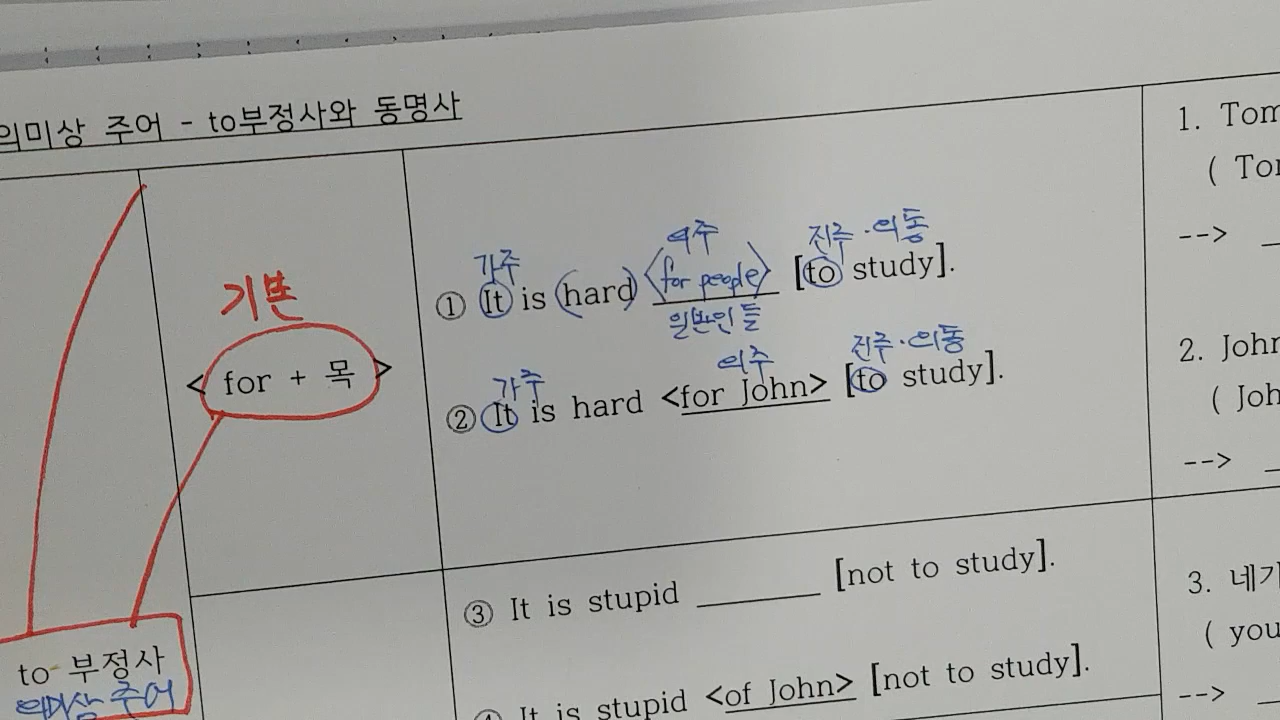 의미상 주어 - to부정사와 동명사
기본
< for + 목 >
to 부정사
의미상 주어
가주 의주 진주·의동
① It is (hard) <for people> [to study].
일반인들
가주 의주 진주·의동
② It is hard <for John> [to study].
③ It is stupid ________ [not to study].
④ It is stupid <of John> [not to study].
1. Tom
( Tom
-->
2. John
( John
-->
3. 네가
( you
-->